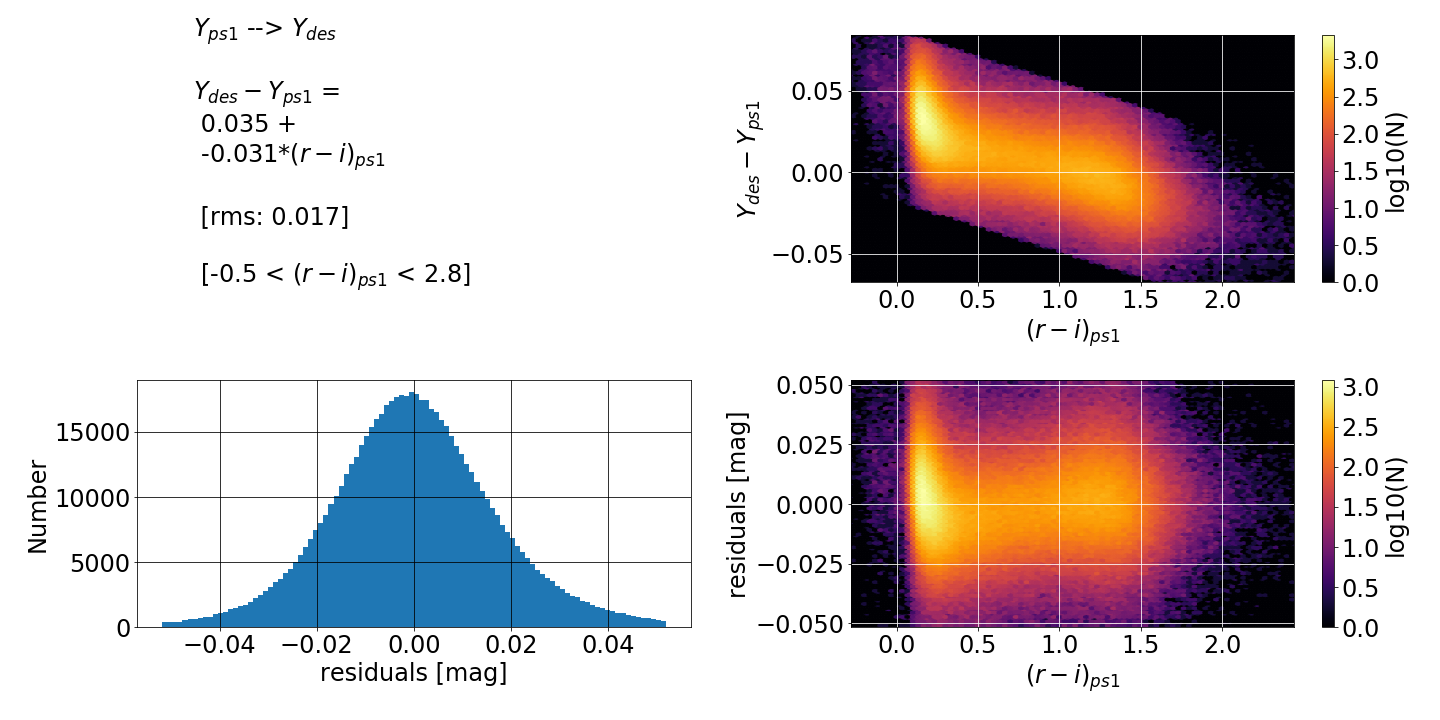 Y_ps1 --> Y_des
Y_des − Y_ps1 =
0.035 +
-0.031*(r − i)_ps1
[rms: 0.017]
[-0.5 < (r − i)_ps1 < 2.8]
Y_des − Y_ps1
0.05
0.00
−0.05
0.0 0.5 1.0 1.5 2.0
(r − i)_ps1
3.0
2.5
2.0
1.5
1.0
0.5
0.0
log10(N)
Number
15000
10000
5000
0
−0.04 −0.02 0.00 0.02 0.04
residuals [mag]
residuals [mag]
0.050
0.025
0.000
−0.025
−0.050
0.0 0.5 1.0 1.5 2.0
(r − i)_ps1
3.0
2.5
2.0
1.5
1.0
0.5
0.0
log10(N)